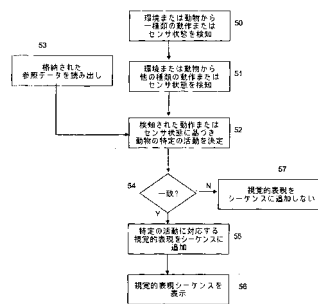 50
環境または動物から
一種類の動作または
センサ状態を検知
53
格納された
参照データを読み出し
51
環境または動物から
他の種類の動作または
センサ状態を検知
52
検知された動作または
センサ状態に基づき
動物の特定の活動を決定
54
一致?
N
57
視覚的表現を
シーケンスに追加しない
Y
55
特定の活動に対応する
視覚的表現をシーケンスに
追加
56
視覚的表現シーケンスを
表示